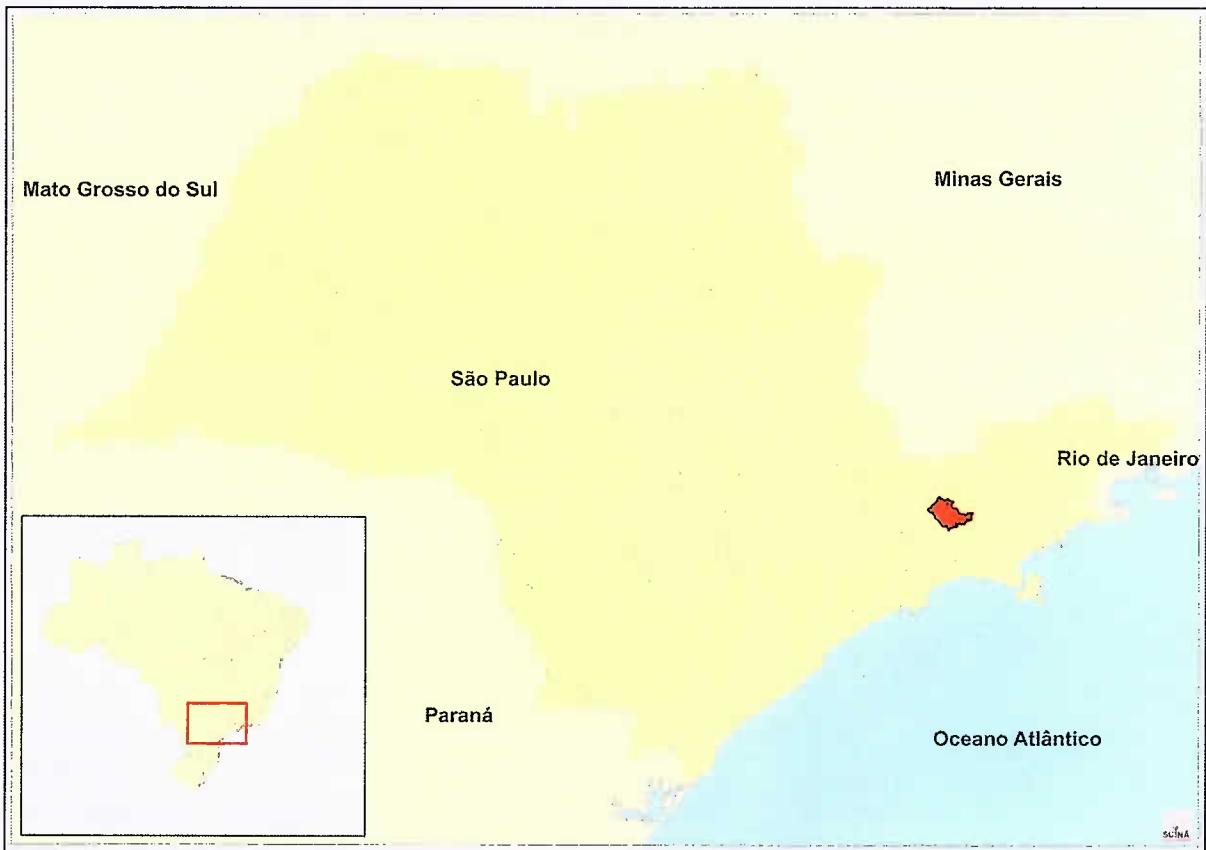 Mato Grosso do Sul
Minas Gerais
São Paulo
Rio de Janeiro
Paraná
Oceano Atlântico